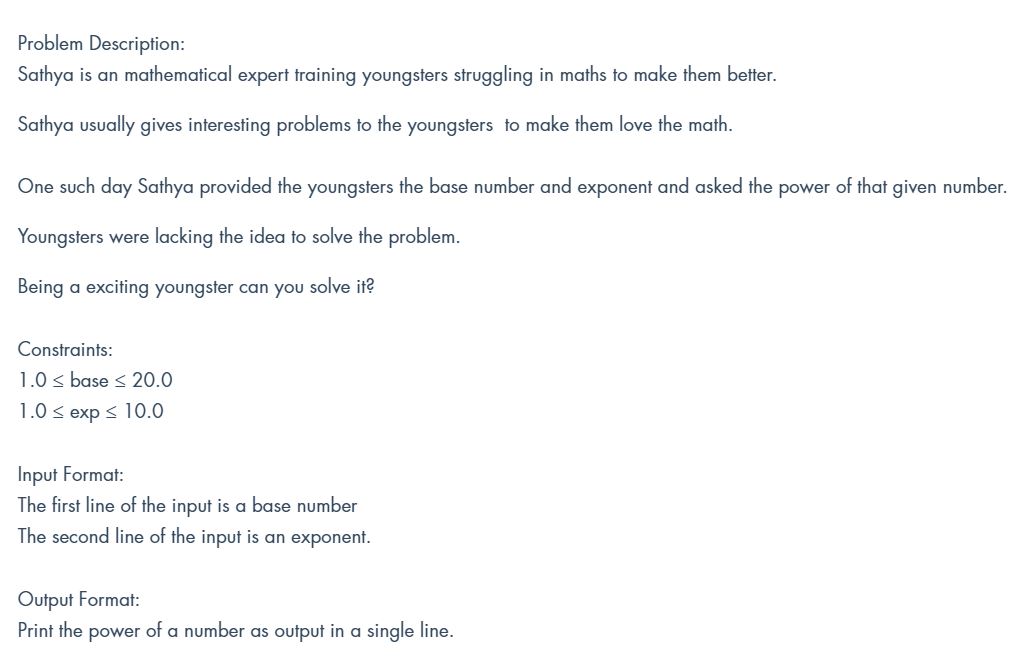 Problem Description:
Sathya is an mathematical expert training youngsters struggling in maths to make them better.
Sathya usually gives interesting problems to the youngsters  to make them love the math.
One such day Sathya provided the youngsters the base number and exponent and asked the power of that given number.
Youngsters were lacking the idea to solve the problem.
Being a exciting youngster can you solve it?
Constraints:
1.0 ≤ base ≤ 20.0
1.0 ≤ exp ≤ 10.0
Input Format:
The first line of the input is a base number
The second line of the input is an exponent.
Output Format:
Print the power of a number as output in a single line.